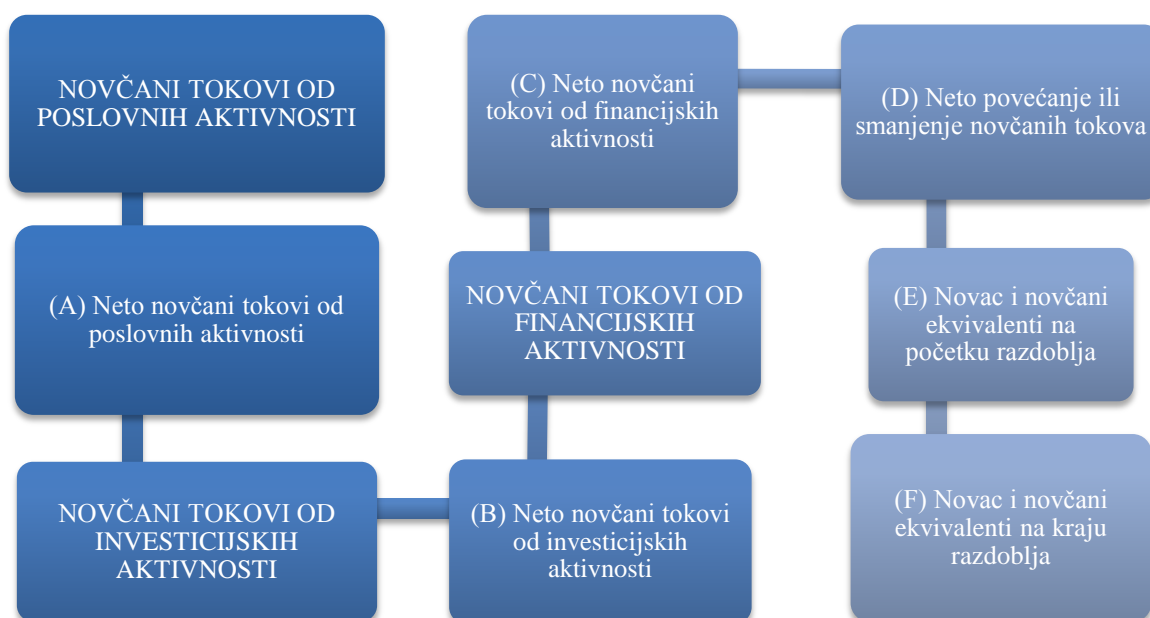 NOVČANI TOKOVI OD
POSLOVNIH AKTIVNOSTI
(A) Neto novčani tokovi od
poslovnih aktivnosti
NOVČANI TOKOVI OD
INVESTICIJSKIH
AKTIVNOSTI
(B) Neto novčani tokovi
od investicijskih
aktivnosti
NOVČANI TOKOVI OD
FINANCIJSKIH
AKTIVNOSTI
(C) Neto novčani
tokovi od financijskih
aktivnosti
(D) Neto povećanje ili
smanjenje novčanih tokova
(E) Novac i novčani
ekvivalenti na
početku razdoblja
(F) Novac i novčani
ekvivalenti na kraju
razdoblja